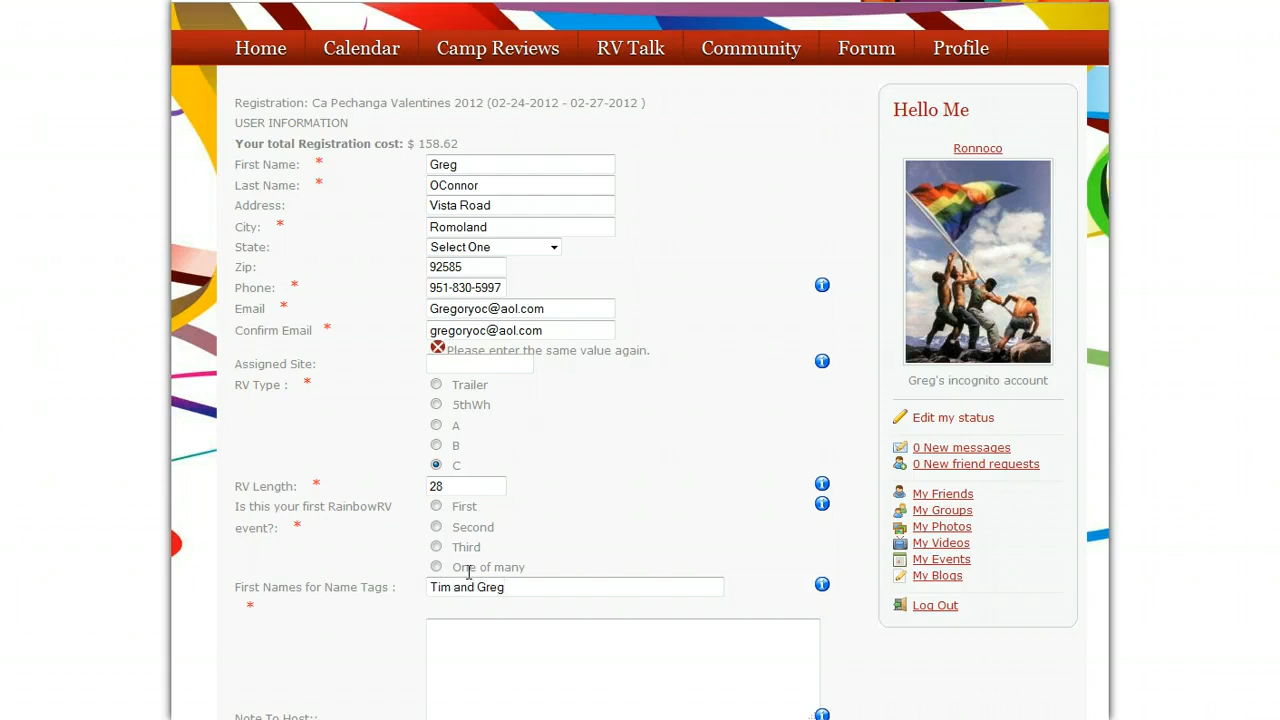 Home Calendar Camp Reviews RV Talk Community Forum Profile
Registration: Ca Pechanga Valentines 2012 (02-24-2012 - 02-27-2012 )
USER INFORMATION
Your total Registration cost: $ 158.62
First Name: * Greg
Last Name: * OConnor
Address: Vista Road
City: * Romoland
State: Select One
Zip: 92585
Phone: * 951-830-5997
Email * Gregoryoc@aol.com
Confirm Email * gregoryoc@aol.com
Please enter the same value again.
Assigned Site:
RV Type : * Trailer
5thWh
A
B
C
RV Length: * 28
Is this your first RainbowRV event?: * First
Second
Third
One of many
First Names for Name Tags : * Tim and Greg
Note To Host::
Hello Me
Ronnoco
Greg's incognito account
Edit my status
0 New messages
0 New friend requests
My Friends
My Groups
My Photos
My Videos
My Events
My Blogs
Log Out